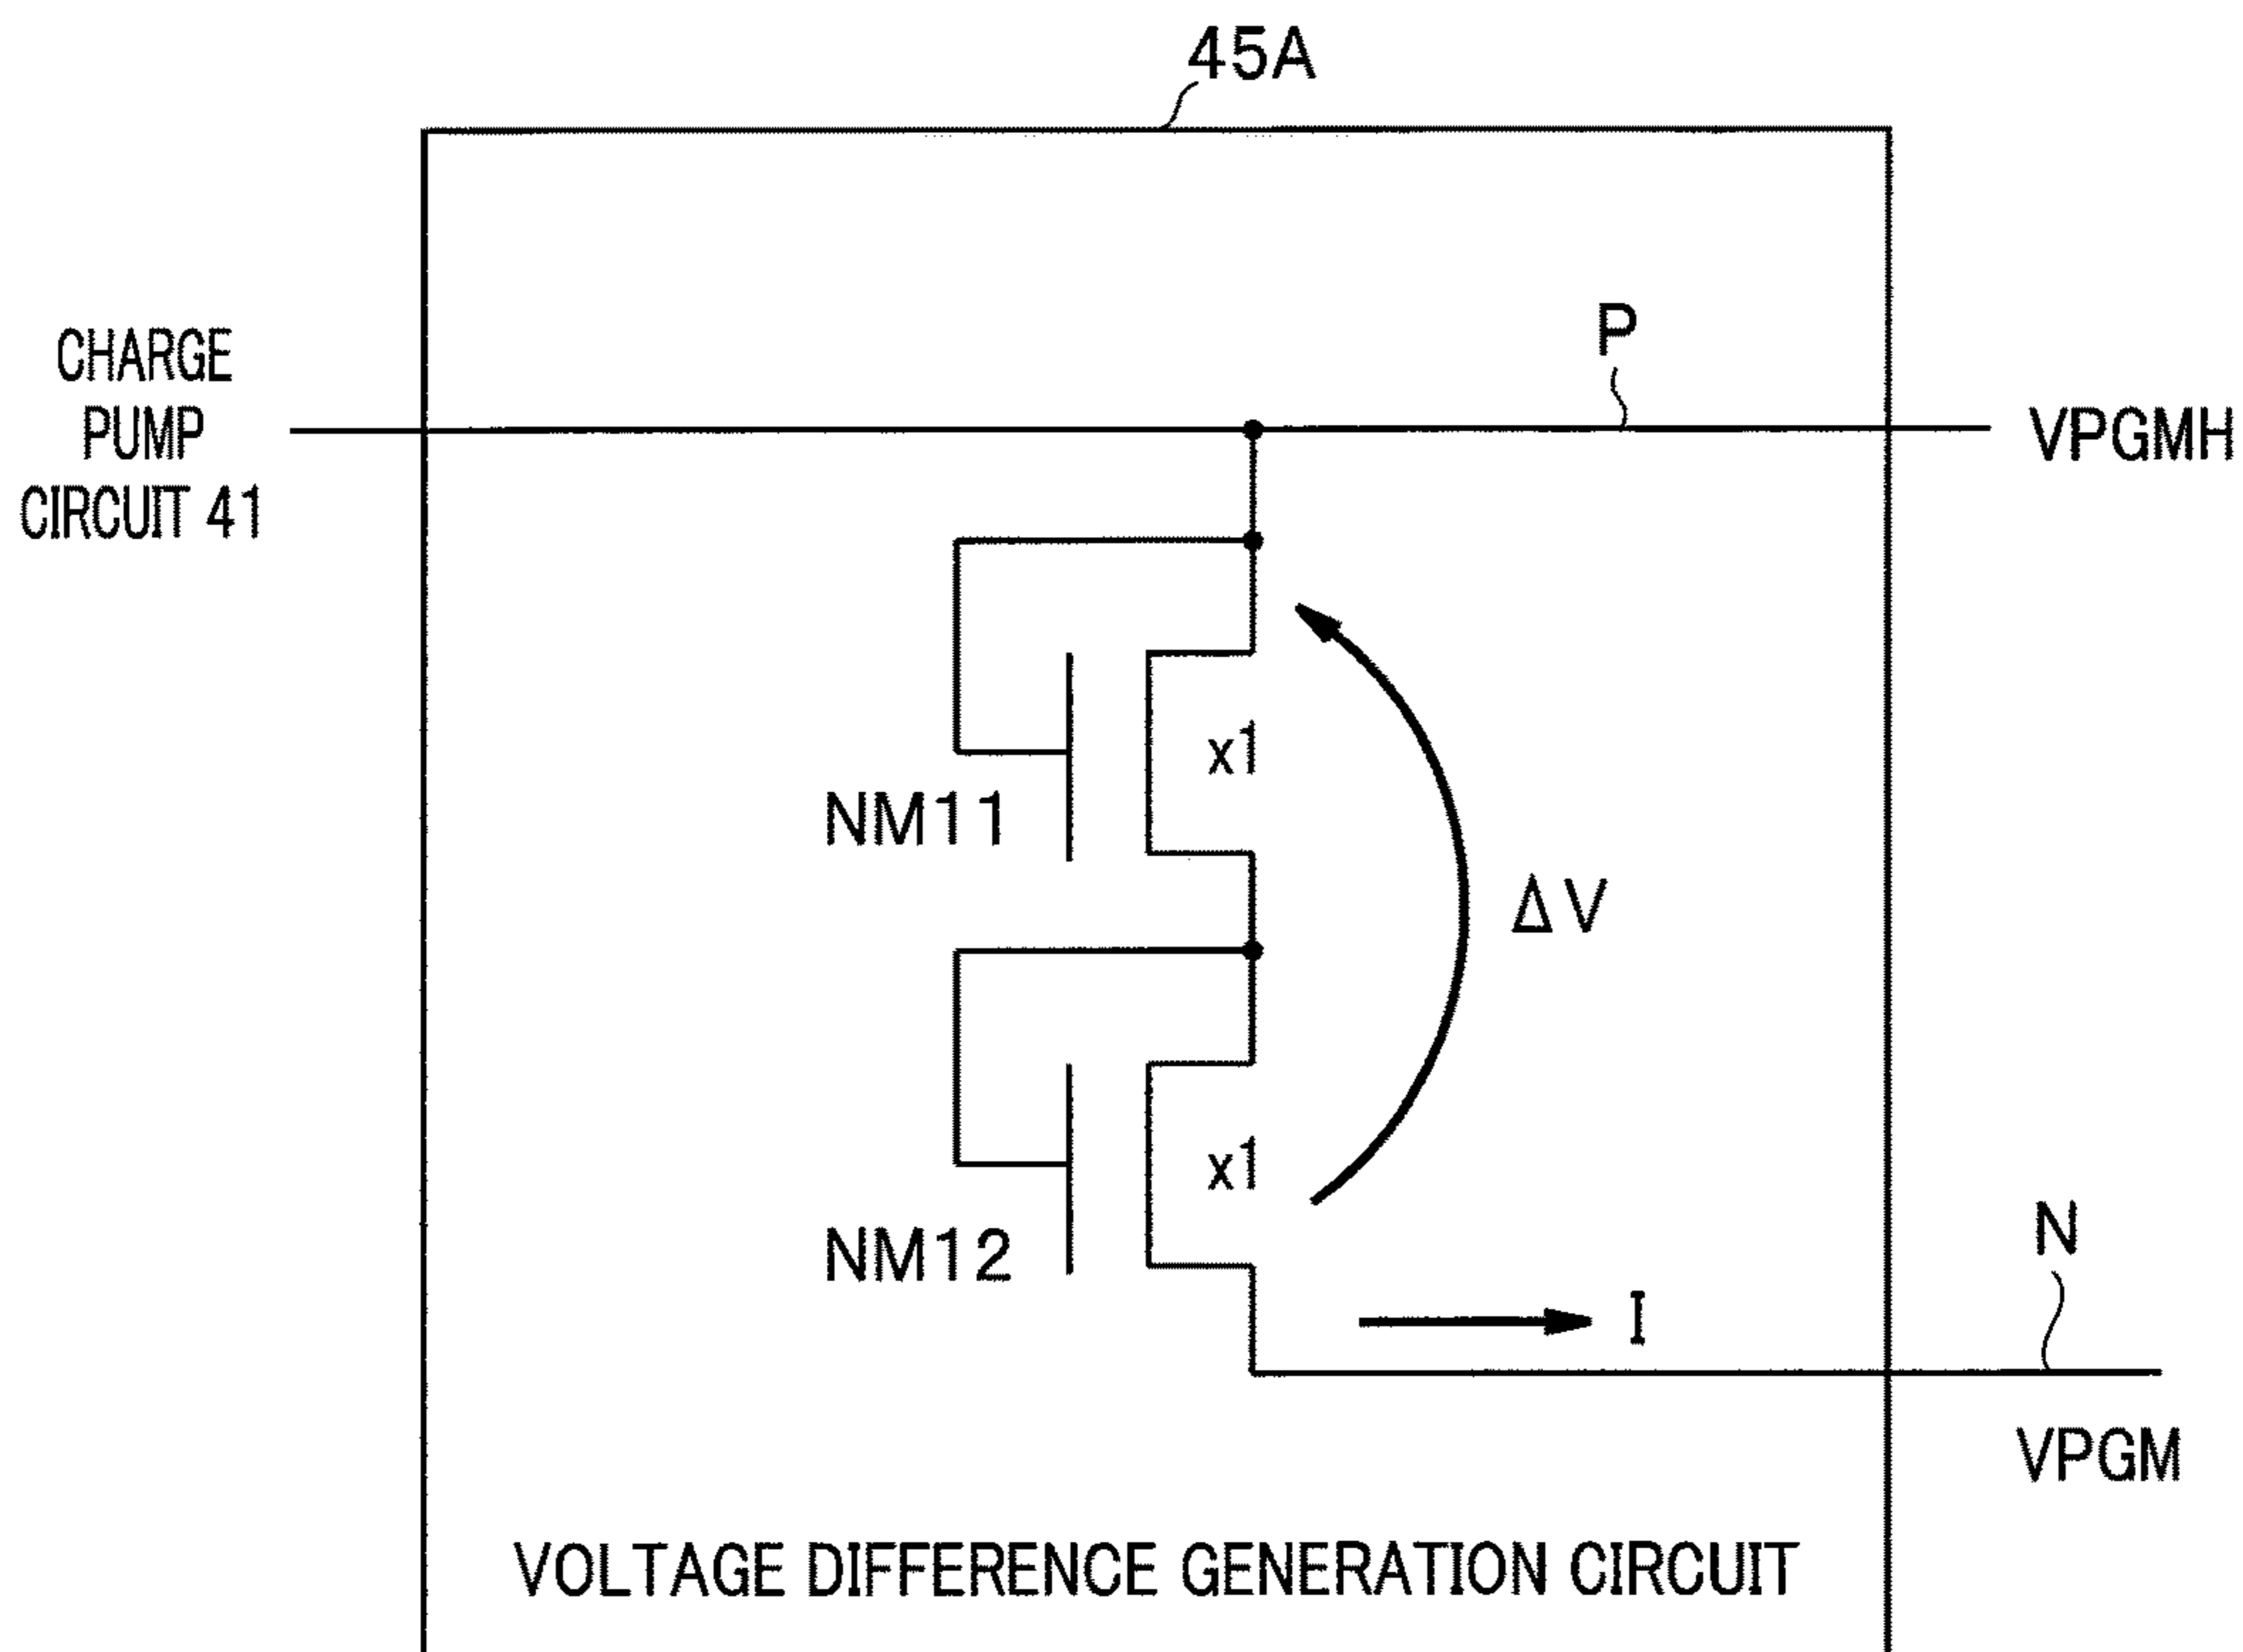 45A
CHARGE
PUMP
CIRCUIT 41
P
VPGMH
x1
NM11
ΔV
x1
NM12
N
I
VPGM
VOLTAGE DIFFERENCE GENERATION CIRCUIT